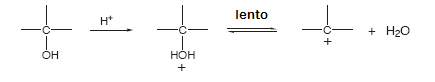 H⁺ lento
C C C + H₂O
OH HOH +
+